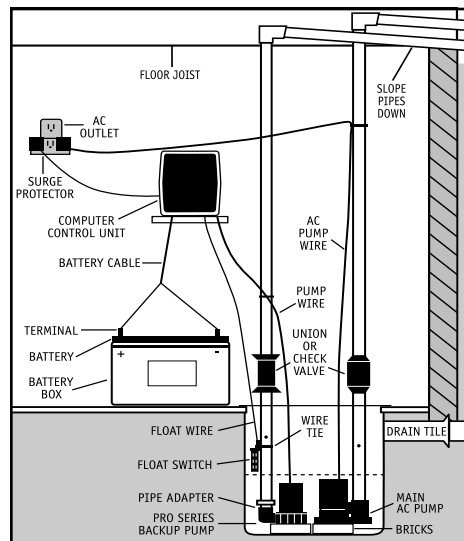 FLOOR JOIST
SLOPE
PIPES
DOWN
AC
OUTLET
SURGE
PROTECTOR
COMPUTER
CONTROL UNIT
AC
PUMP
WIRE
BATTERY CABLE
PUMP
WIRE
TERMINAL
BATTERY
BATTERY
BOX
+
-
UNION
OR
CHECK
VALVE
FLOAT WIRE
WIRE
TIE
DRAIN TILE
FLOAT SWITCH
PIPE ADAPTER
PRO SERIES
BACKUP PUMP
MAIN
AC PUMP
BRICKS